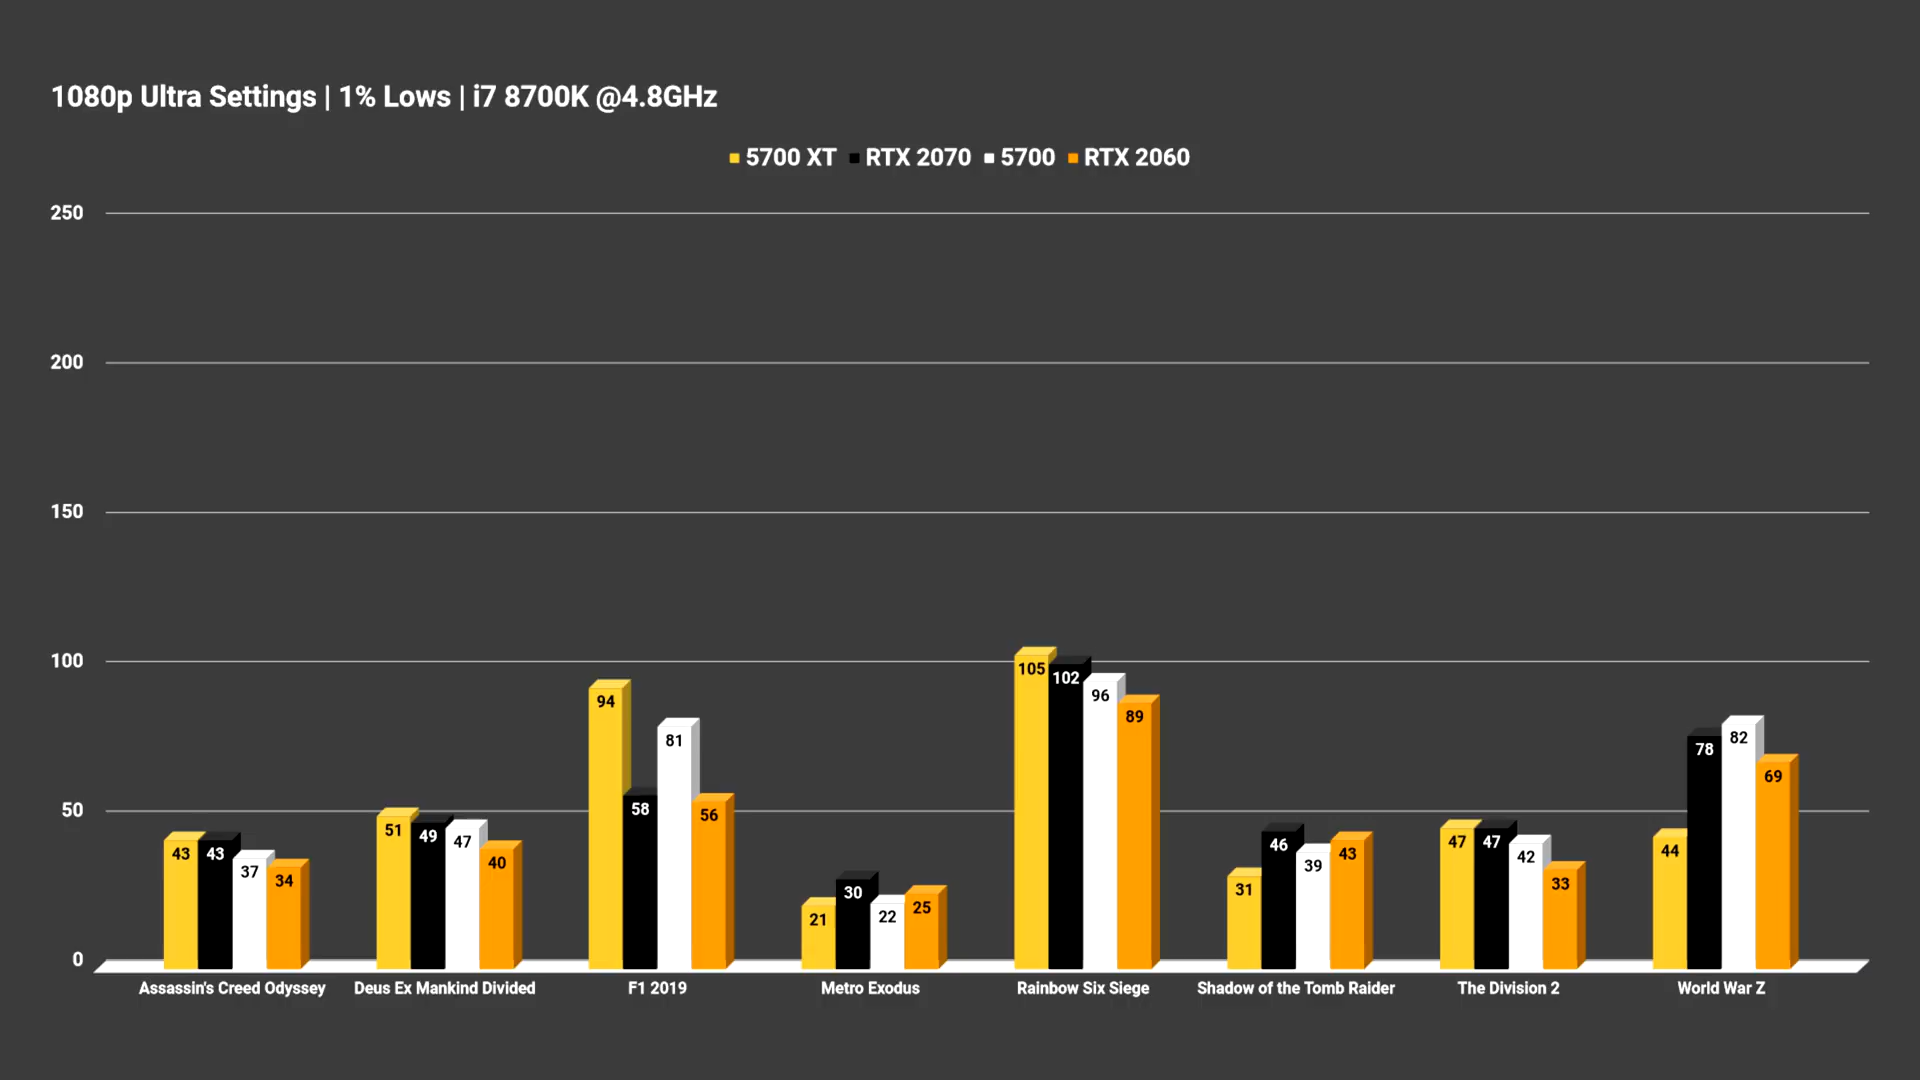 1080p Ultra Settings | 1% Lows | i7 8700K @4.8GHz
5700 XT RTX 2070 5700 RTX 2060
250
200
150
100
50
0
43 43 37 34
51 49 47 40
94 58 81 56
21 30 22 25
105 102 96 89
31 46 39 43
47 47 42 33
44 78 82 69
Assassin's Creed Odyssey Deus Ex Mankind Divided F1 2019 Metro Exodus Rainbow Six Siege Shadow of the Tomb Raider The Division 2 World War Z